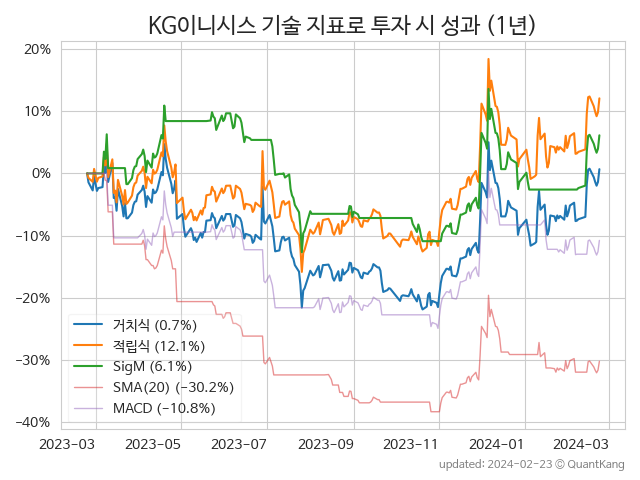 KG이니시스 기술 지표로 투자 시 성과 (1년)
20%
10%
0%
−10%
−20%
−30%
−40%
거치식 (0.7%)
적립식 (12.1%)
SigM (6.1%)
SMA(20) (−30.2%)
MACD (−10.8%)
2023-03 2023-05 2023-07 2023-09 2023-11 2024-01 2024-03
updated: 2024-02-23 ⓒ QuantKang